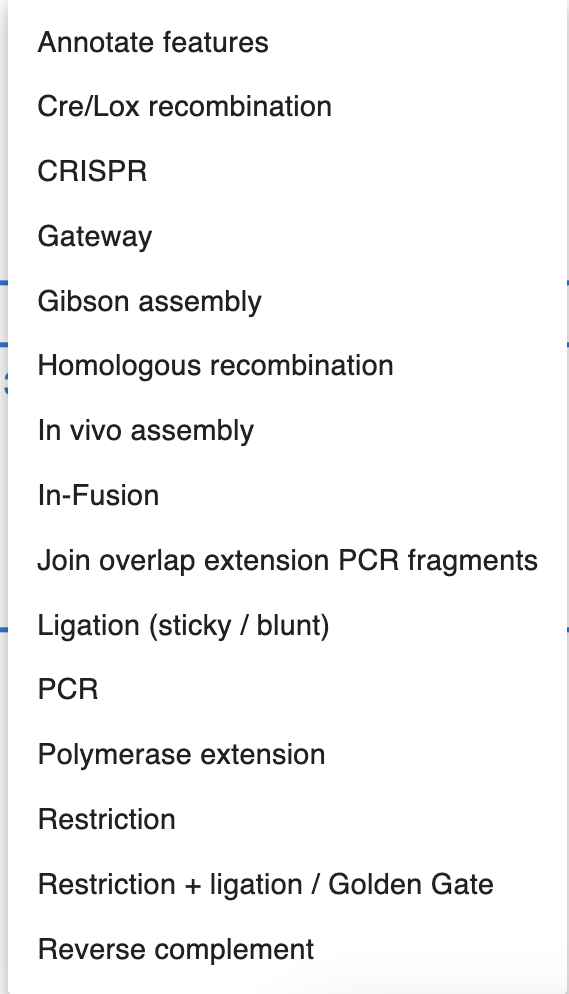 Annotate features
Cre/Lox recombination
CRISPR
Gateway
Gibson assembly
Homologous recombination
In vivo assembly
In-Fusion
Join overlap extension PCR fragments
Ligation (sticky / blunt)
PCR
Polymerase extension
Restriction
Restriction + ligation / Golden Gate
Reverse complement